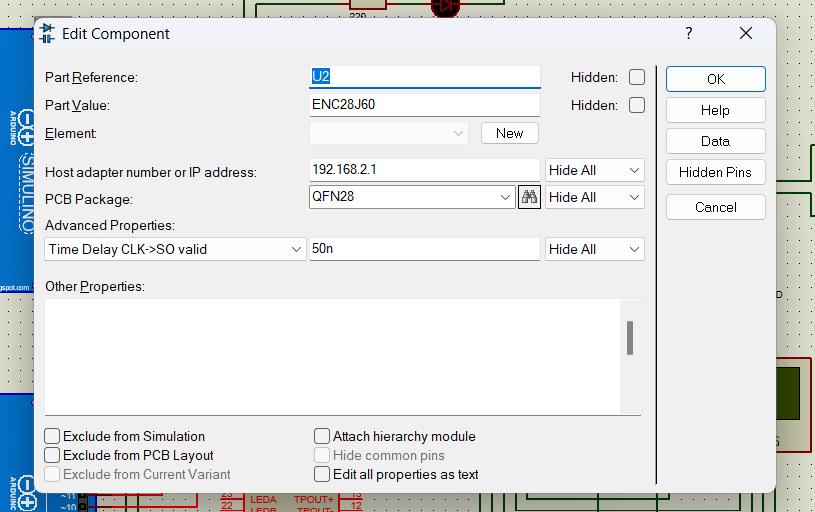 220
Edit Component
?
Part Reference: U2 Hidden:
Part Value: ENC28J60 Hidden:
Element: New
Host adapter number or IP address: 192.168.2.1 Hide All
PCB Package: QFN28 Hide All
Advanced Properties:
Time Delay CLK->SO valid 50n Hide All
Other Properties:
Exclude from Simulation Attach hierarchy module
Exclude from PCB Layout Hide common pins
Exclude from Current Variant Edit all properties as text
OK
Help
Data
Hidden Pins
Cancel
ARDUINO
SIMULINO
gspot.com
ARDUINO
~11
~10
23 LEDA TPOUT+ 13
22 LEDB TPOUT- 12